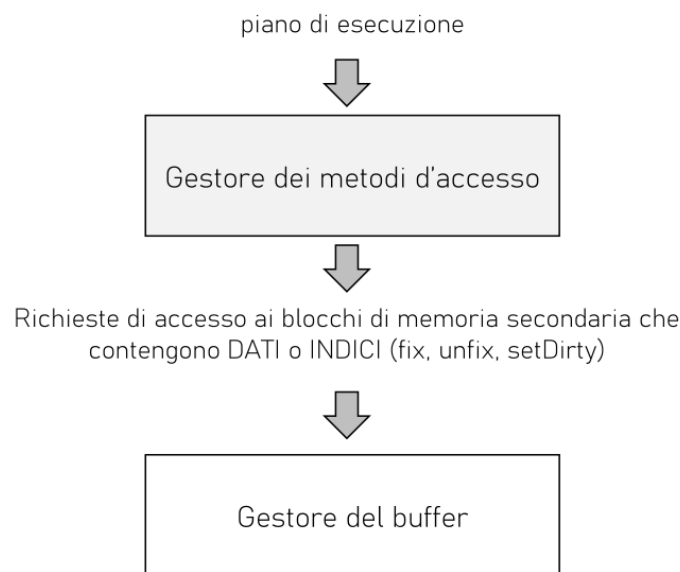 piano di esecuzione
Gestore dei metodi d'accesso
Richieste di accesso ai blocchi di memoria secondaria che
contengono DATI o INDICI (fix, unfix, setDirty)
Gestore del buffer